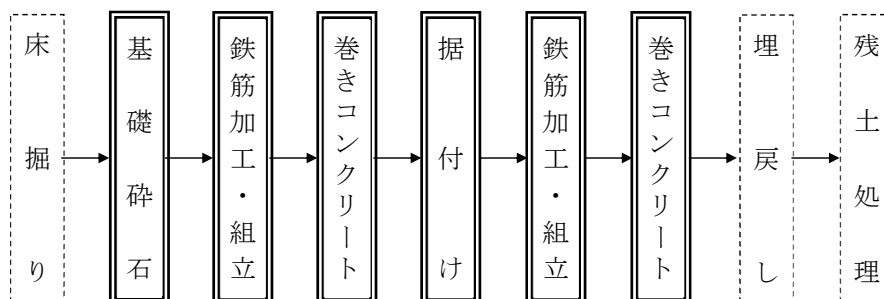 床掘り
基礎砕石
鉄筋加工・組立
巻きコンクリート
据付け
鉄筋加工・組立
巻きコンクリート
埋戻し
残土処理